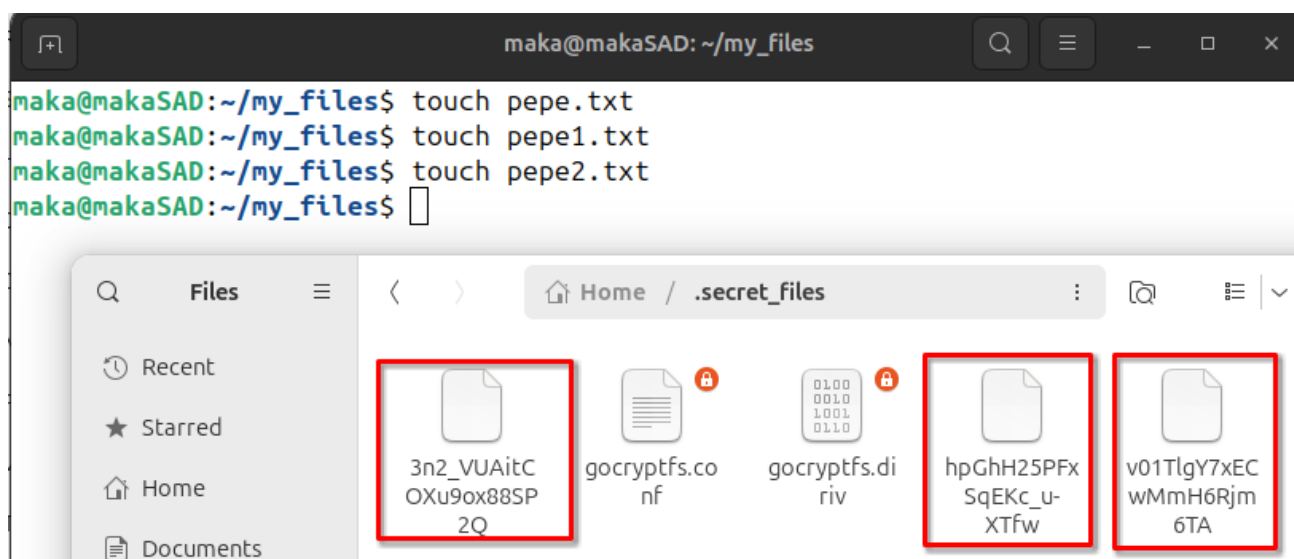 maka@makaSAD: ~/my_files
maka@makaSAD:~/my_files$ touch pepe.txt
maka@makaSAD:~/my_files$ touch pepe1.txt
maka@makaSAD:~/my_files$ touch pepe2.txt
maka@makaSAD:~/my_files$
Files
Home / .secret_files
Recent
Starred
Home
Documents
3n2_VUAitC
OXu9ox88SP
2Q
gocryptfs.co
nf
0100
0010
1001
0110
gocryptfs.di
riv
hpGhH25PFx
SqEKc_u-
XTfw
v01TlgY7xEC
wMmH6Rjm
6TA